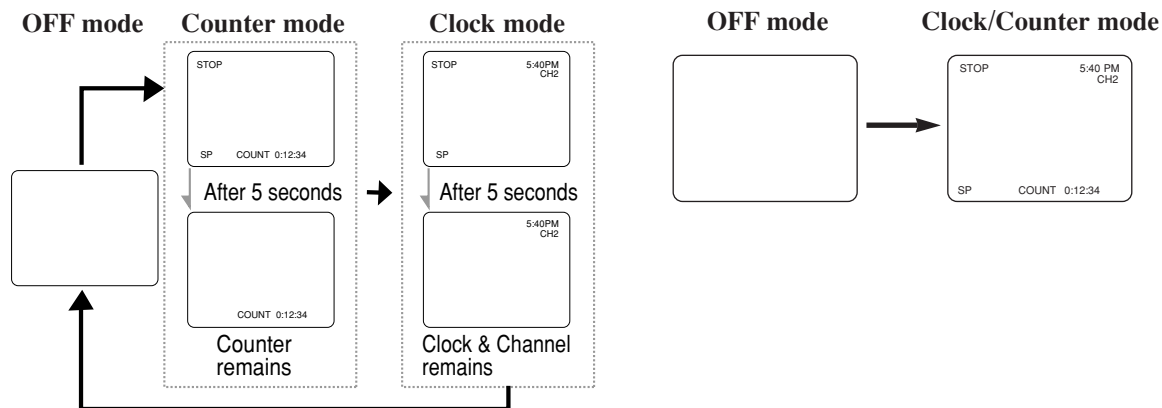 OFF mode Counter mode Clock mode
STOP
SP COUNT 0:12:34
After 5 seconds
COUNT 0:12:34
Counter
remains
STOP 5:40PM
CH2
SP
After 5 seconds
5:40PM
CH2
Clock & Channel
remains
OFF mode Clock/Counter mode
STOP 5:40 PM
CH2
SP COUNT 0:12:34